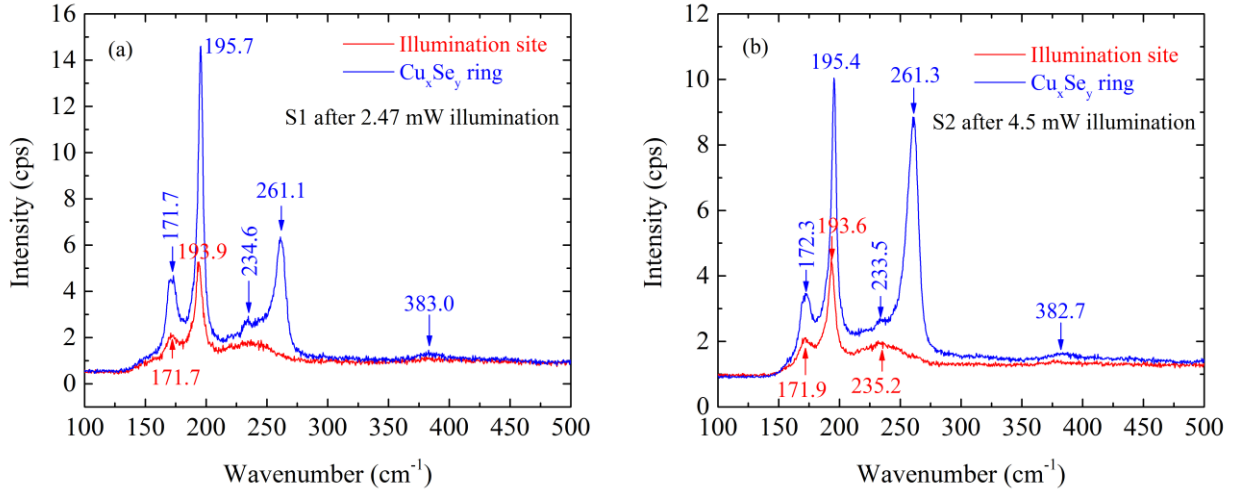 (a)
Illumination site
CuₓSeᵧ ring
S1 after 2.47 mW illumination
195.7
261.1
171.7
193.9
234.6
383.0
171.7
16
14
12
10
8
6
4
2
0
Intensity (cps)
100 150 200 250 300 350 400 450 500
Wavenumber (cm⁻¹)
(b)
Illumination site
CuₓSeᵧ ring
S2 after 4.5 mW illumination
195.4
261.3
172.3
193.6
233.5
382.7
171.9
235.2
12
10
8
6
4
2
0
Intensity (cps)
100 150 200 250 300 350 400 450 500
Wavenumber (cm⁻¹)